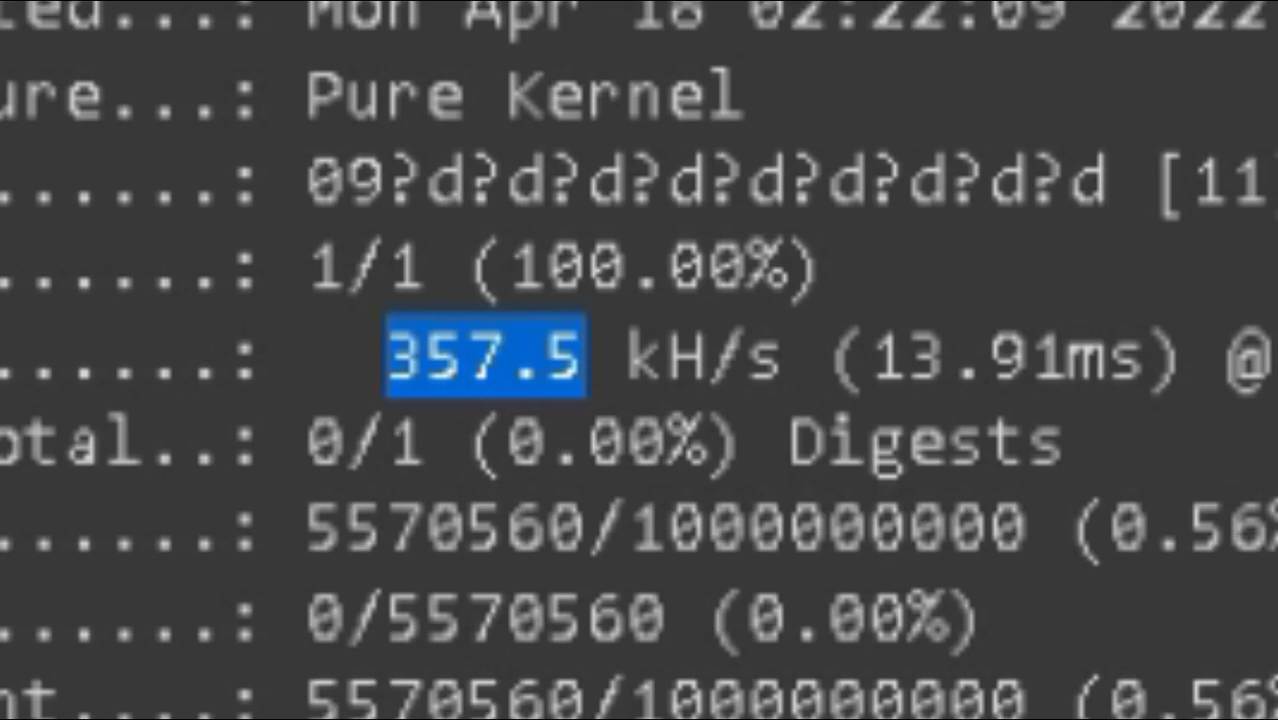 ted...: Mon Apr 18 02:22:09 2022
ure...: Pure Kernel
......: 09?d?d?d?d?d?d?d?d?d [11
......: 1/1 (100.00%)
......: 357.5 kH/s (13.91ms) @
otal..: 0/1 (0.00%) Digests
......: 5570560/1000000000 (0.56%
......: 0/5570560 (0.00%)
nt....: 5570560/1000000000 (0.56%